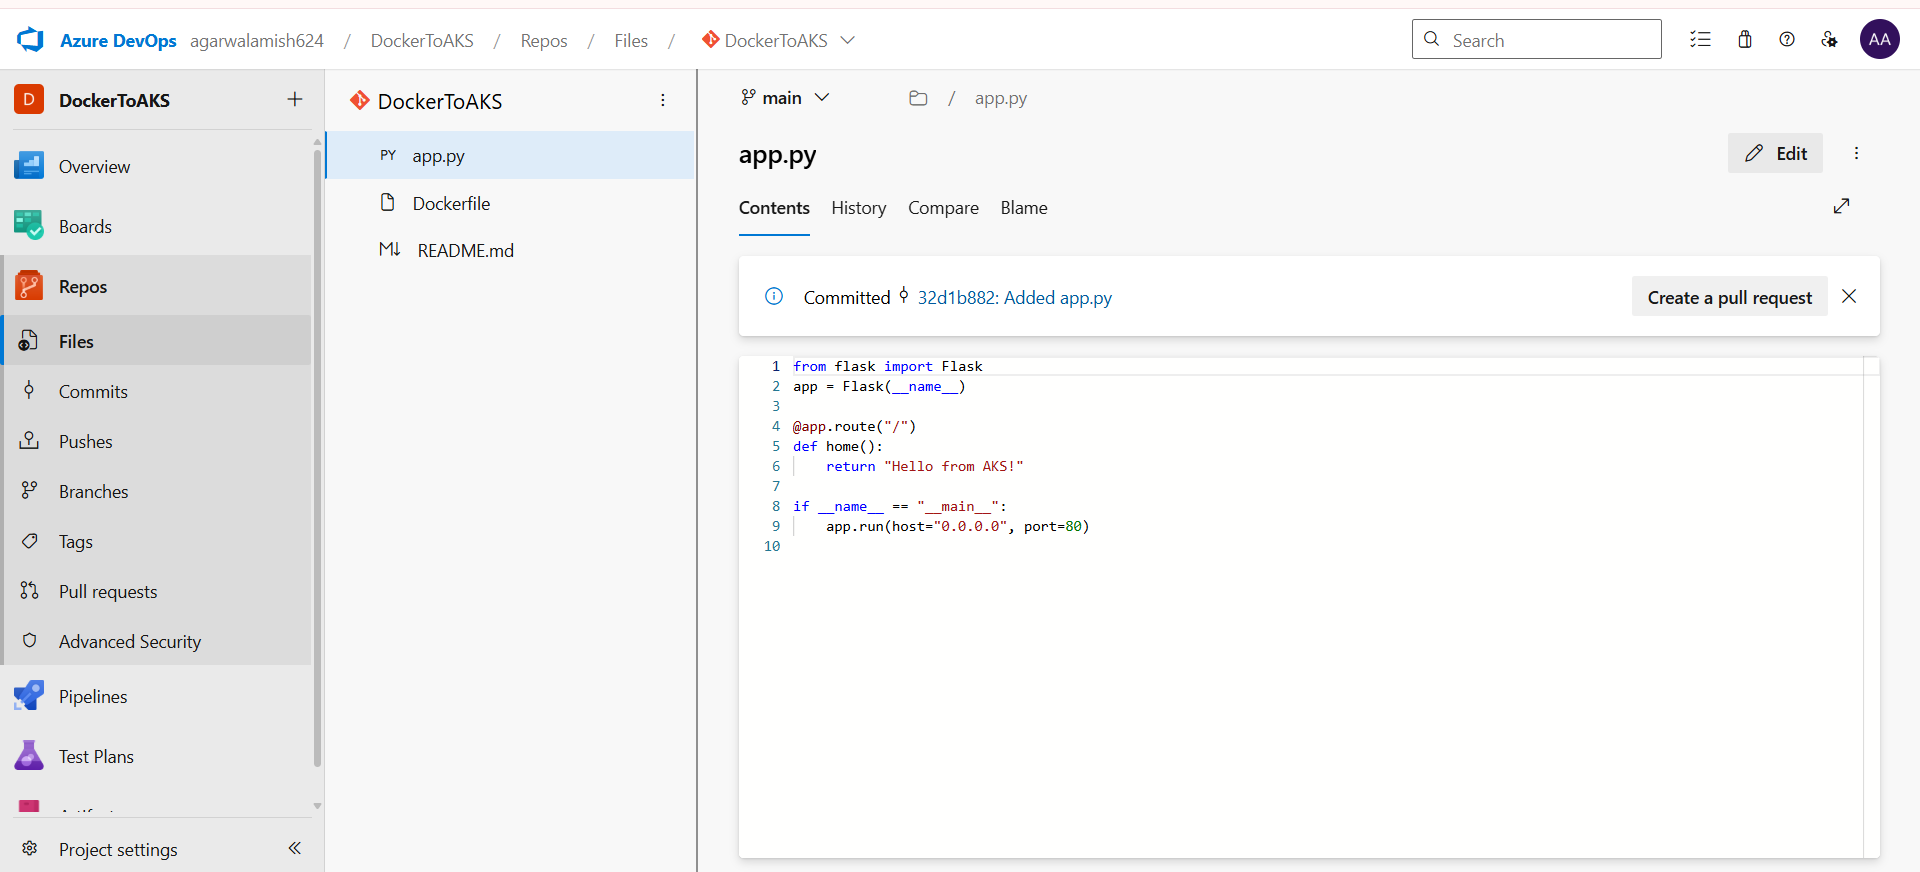 Azure DevOps agarwalamish624 / DockerToAKS / Repos / Files / DockerToAKS
Search
AA
D DockerToAKS
Overview
Boards
Repos
Files
Commits
Pushes
Branches
Tags
Pull requests
Advanced Security
Pipelines
Test Plans
Project settings
DockerToAKS
PY app.py
Dockerfile
M↓ README.md
main
/ app.py
app.py
Edit
Contents History Compare Blame
Committed 32d1b882: Added app.py
Create a pull request
1 from flask import Flask
2 app = Flask(__name__)
3
4 @app.route("/")
5 def home():
6     return "Hello from AKS!"
7
8 if __name__ == "__main__":
9     app.run(host="0.0.0.0", port=80)
10